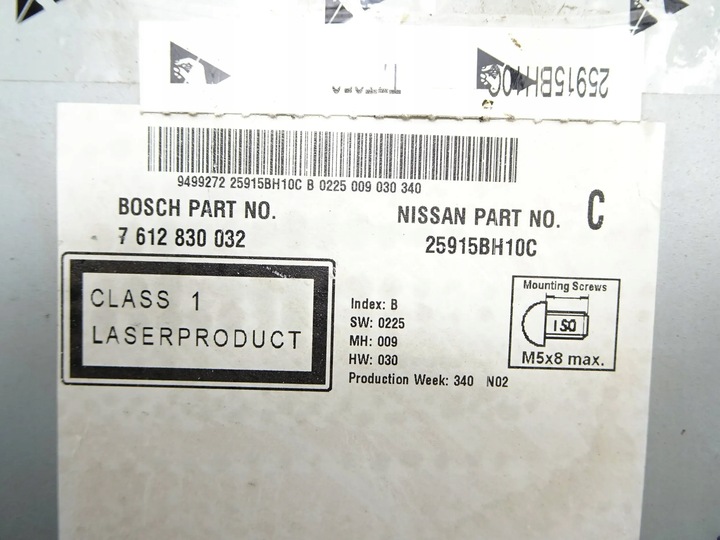 25915BH10C
9499272 25915BH10C B 0225 009 030 340
BOSCH PART NO.
7 612 830 032
NISSAN PART NO.
25915BH10C
C
CLASS 1
LASERPRODUCT
Index: B
SW: 0225
MH: 009
HW: 030
Production Week: 340 N02
Mounting Screws
ISO
M5x8 max.